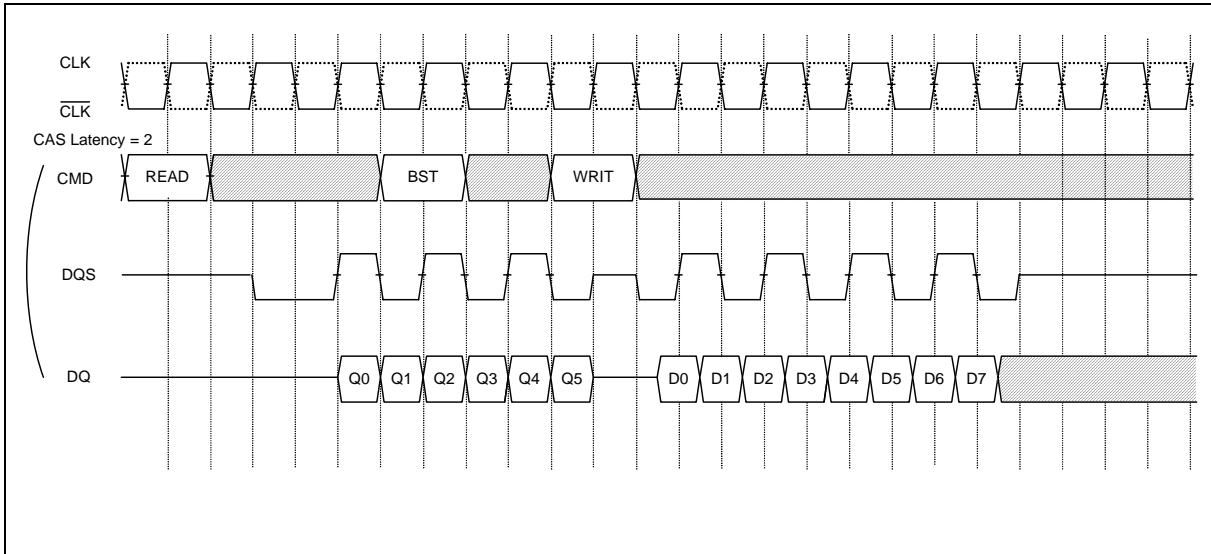 CLK
CLK
CAS Latency = 2
CMD READ BST WRIT
DQS
DQ Q0 Q1 Q2 Q3 Q4 Q5 D0 D1 D2 D3 D4 D5 D6 D7